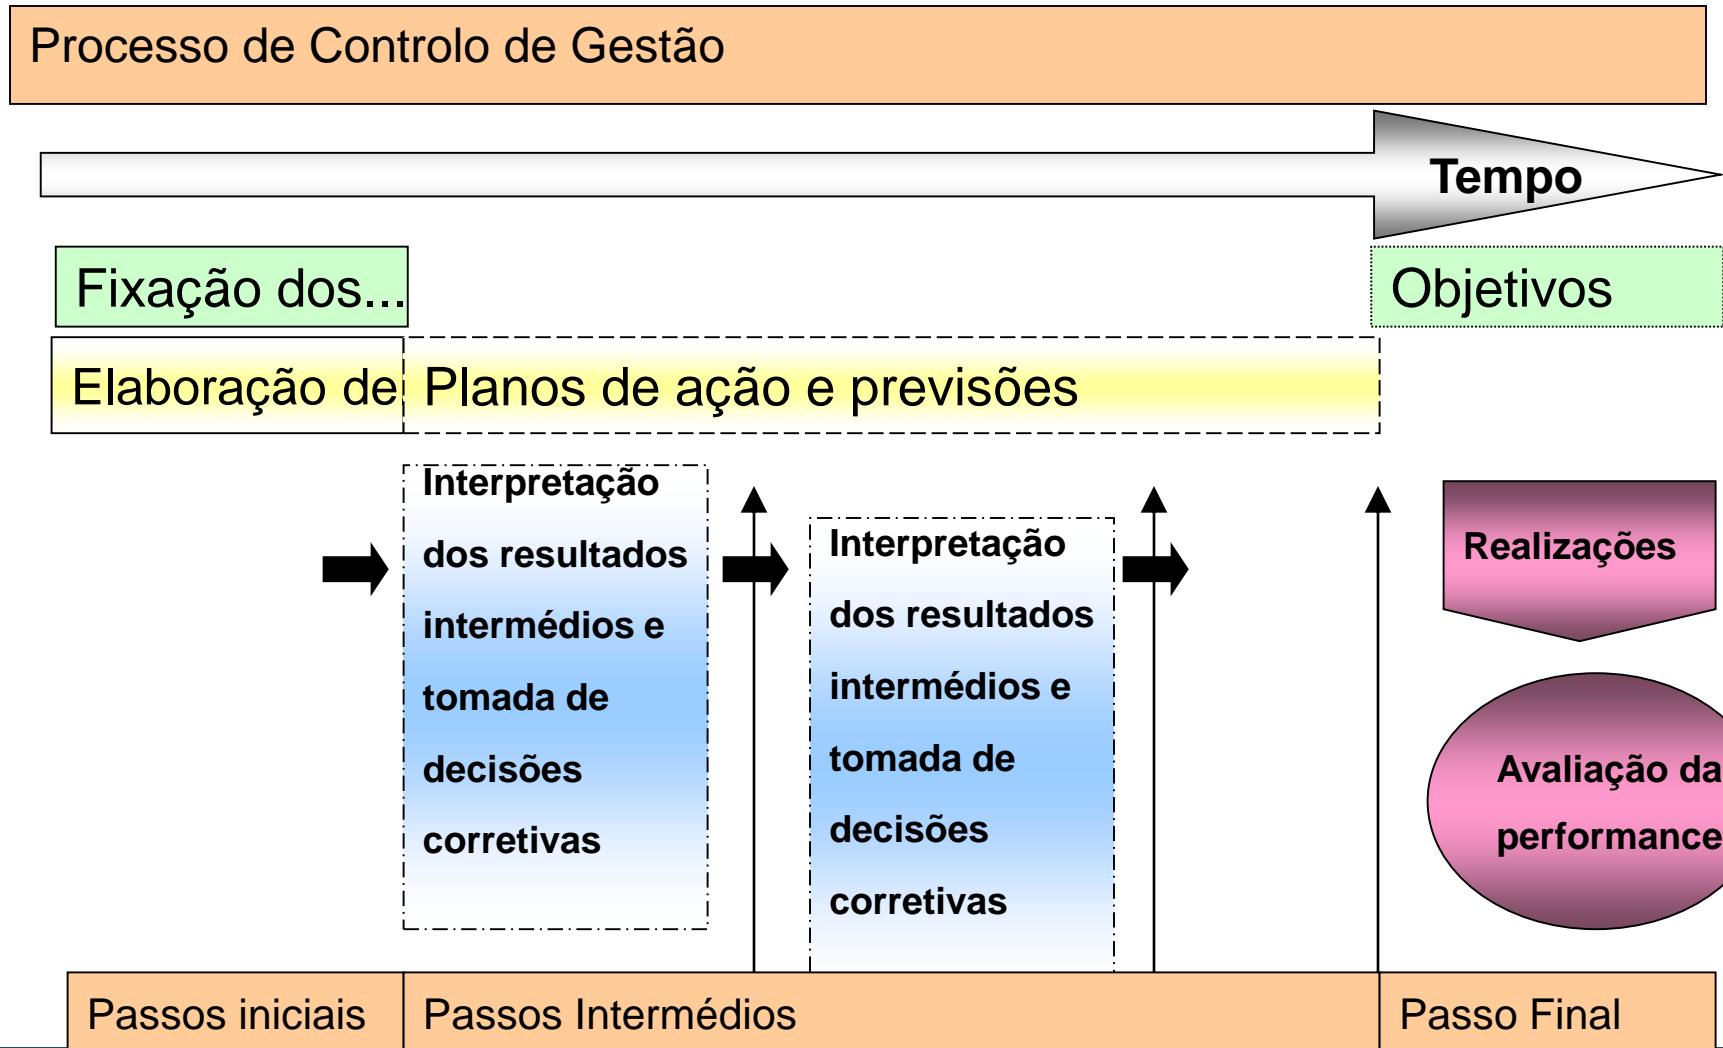 Processo de Controlo de Gestão
Tempo
Fixação dos...
Objetivos
Elaboração de
Planos de ação e previsões
Interpretação
dos resultados
intermédios e
tomada de
decisões
corretivas
Interpretação
dos resultados
intermédios e
tomada de
decisões
corretivas
Realizações
Avaliação da
performance
Passos iniciais
Passos Intermédios
Passo Final